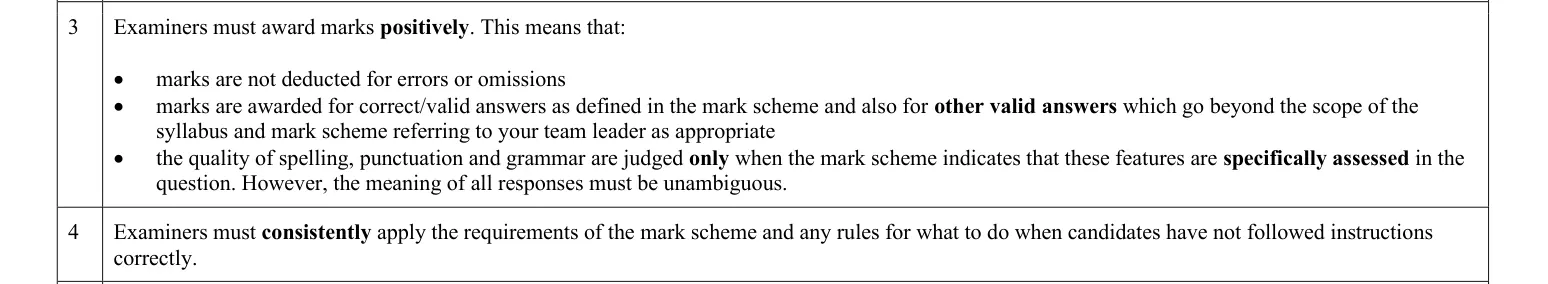 3 Examiners must award marks positively. This means that:
• marks are not deducted for errors or omissions
• marks are awarded for correct/valid answers as defined in the mark scheme and also for other valid answers which go beyond the scope of the
syllabus and mark scheme referring to your team leader as appropriate
• the quality of spelling, punctuation and grammar are judged only when the mark scheme indicates that these features are specifically assessed in the
question. However, the meaning of all responses must be unambiguous.
4 Examiners must consistently apply the requirements of the mark scheme and any rules for what to do when candidates have not followed instructions
correctly.